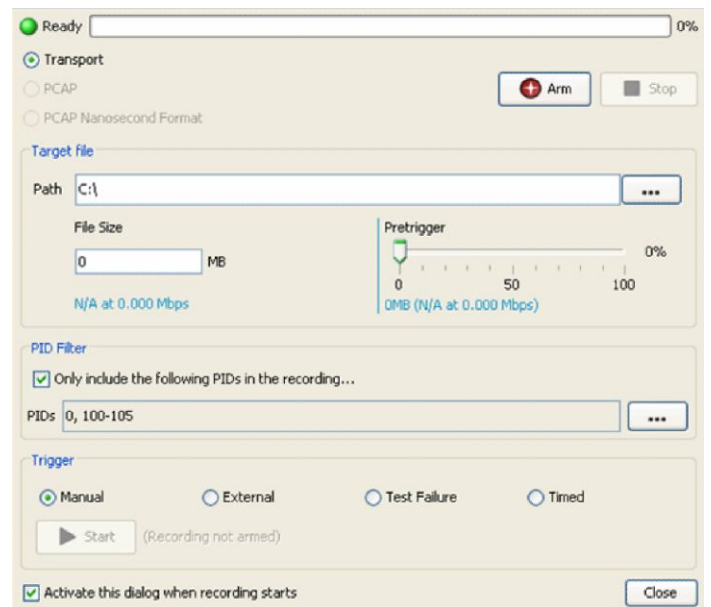 Ready 0%
Transport
PCAP
Arm Stop
PCAP Nanosecond Format
Target file
Path C:\ ...
File Size Pretrigger
0 MB 0%
0 50 100
N/A at 0.000 Mbps 0MB (N/A at 0.000 Mbps)
PID Filter
Only include the following PIDs in the recording...
PIDs 0, 100-105 ...
Trigger
Manual External Test Failure Timed
Start (Recording not armed)
Activate this dialog when recording starts Close